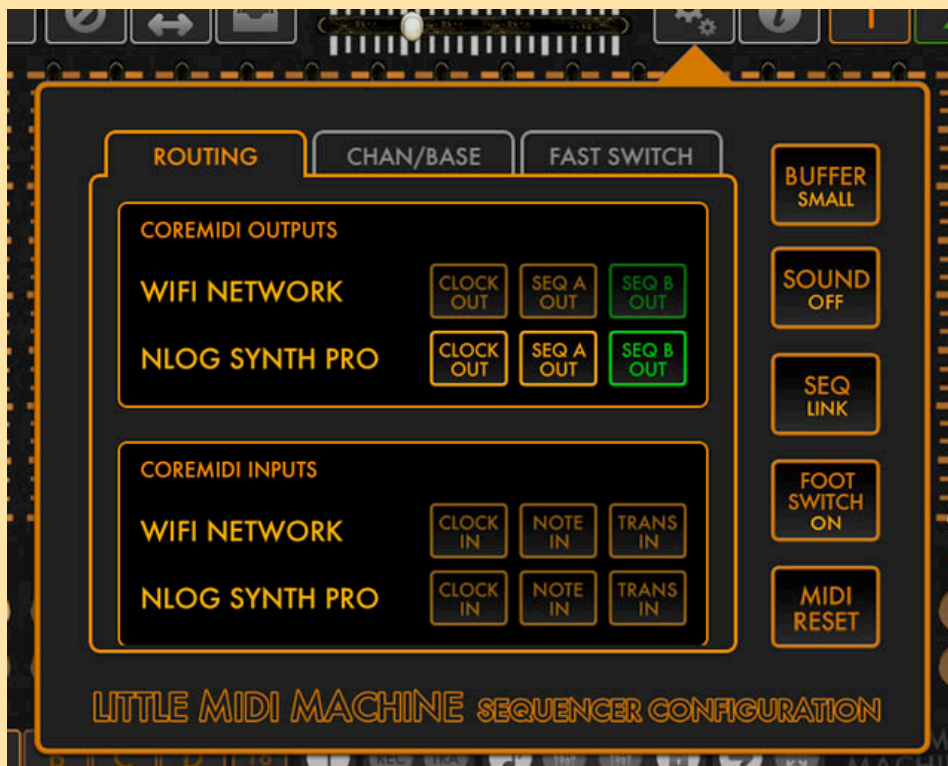 ROUTING
CHAN/BASE
FAST SWITCH
BUFFER
SMALL
COREMIDI OUTPUTS
WIFI NETWORK
CLOCK
OUT
SEQ A
OUT
SEQ B
OUT
SOUND
OFF
NLOG SYNTH PRO
CLOCK
OUT
SEQ A
OUT
SEQ B
OUT
SEQ
LINK
COREMIDI INPUTS
WIFI NETWORK
CLOCK
IN
NOTE
IN
TRANS
IN
FOOT
SWITCH
ON
NLOG SYNTH PRO
CLOCK
IN
NOTE
IN
TRANS
IN
MIDI
RESET
LITTLE MIDI MACHINE SEQUENCER CONFIGURATION